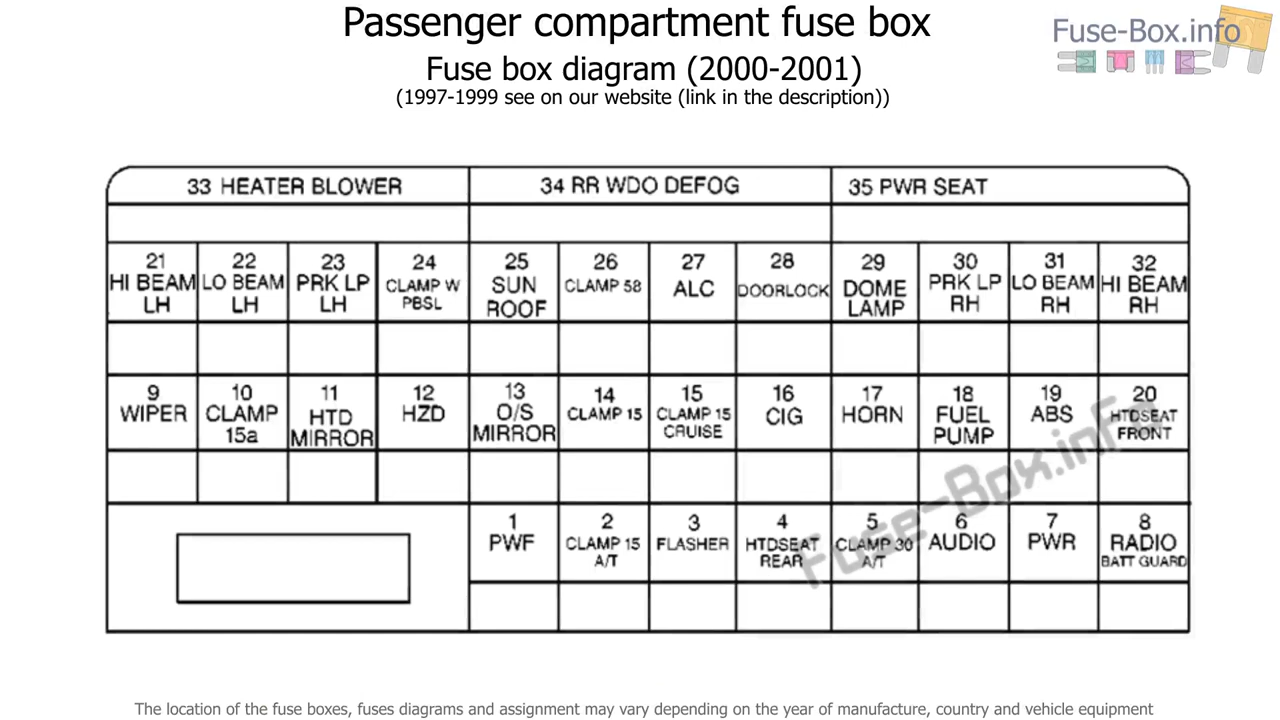 Passenger compartment fuse box
Fuse-Box.info
Fuse box diagram (2000-2001)
(1997-1999 see on our website (link in the description))
33 HEATER BLOWER 34 RR WDO DEFOG 35 PWR SEAT
21 22 23 24 25 26 27 28 29 30 31 32
HI BEAM LO BEAM PRK LP CLAMP W SUN CLAMP 58 ALC DOORLOCK DOME PRK LP LO BEAM HI BEAM
LH LH LH PBSL ROOF LAMP RH RH RH
9 10 11 12 13 14 15 16 17 18 19 20
WIPER CLAMP HTD HZD O/S CLAMP 15 CLAMP 15 CIG HORN FUEL ABS HTDSEAT
15a MIRROR MIRROR CRUISE PUMP FRONT
1 2 3 4 5 6 7 8
PWF CLAMP 15 FLASHER HTDSEAT CLAMP 30 AUDIO PWR RADIO
A/T REAR A/T BATT GUARD
Fuse-Box.info
The location of the fuse boxes, fuses diagrams and assignment may vary depending on the year of manufacture, country and vehicle equipment